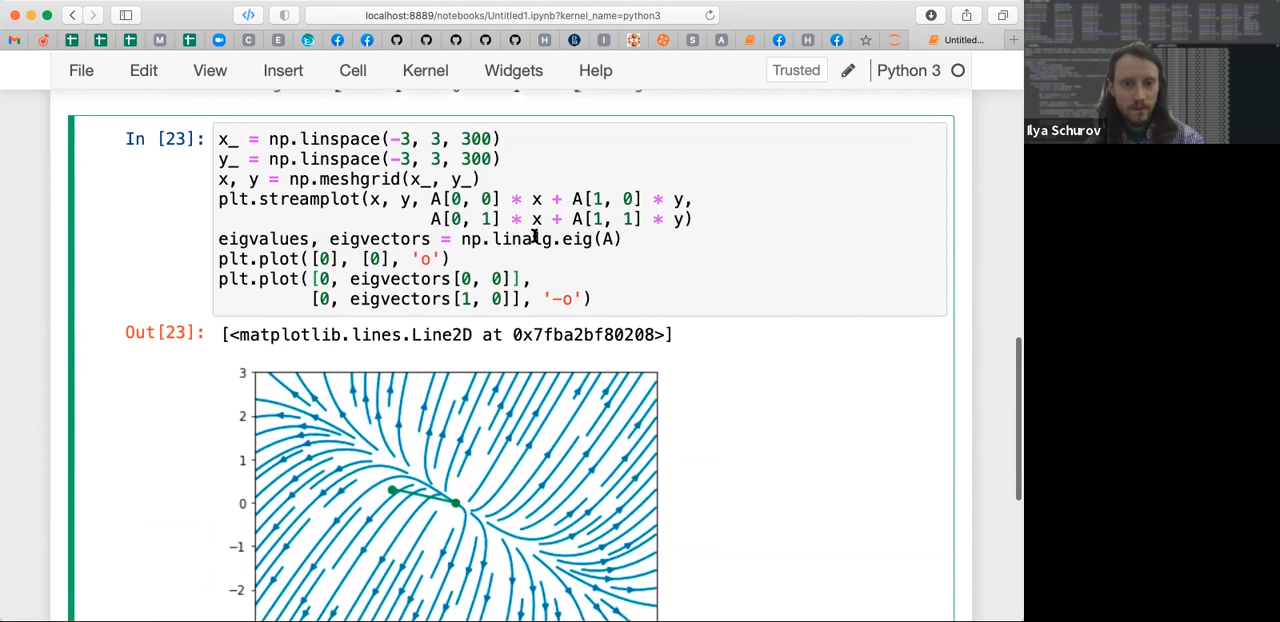 localhost:8889/notebooks/Untitled1.ipynb?kernel_name=python3
Untitled...
File Edit View Insert Cell Kernel Widgets Help Trusted Python 3
Ilya Schurov
In [23]:
x_ = np.linspace(-3, 3, 300)
y_ = np.linspace(-3, 3, 300)
x, y = np.meshgrid(x_, y_)
plt.streamplot(x, y, A[0, 0] * x + A[1, 0] * y,
A[0, 1] * x + A[1, 1] * y)
eigvalues, eigvectors = np.linalg.eig(A)
plt.plot([0], [0], 'o')
plt.plot([0, eigvectors[0, 0]],
[0, eigvectors[1, 0]], '-o')
Out[23]: [<matplotlib.lines.Line2D at 0x7fba2bf80208>]
3
2
1
0
-1
-2